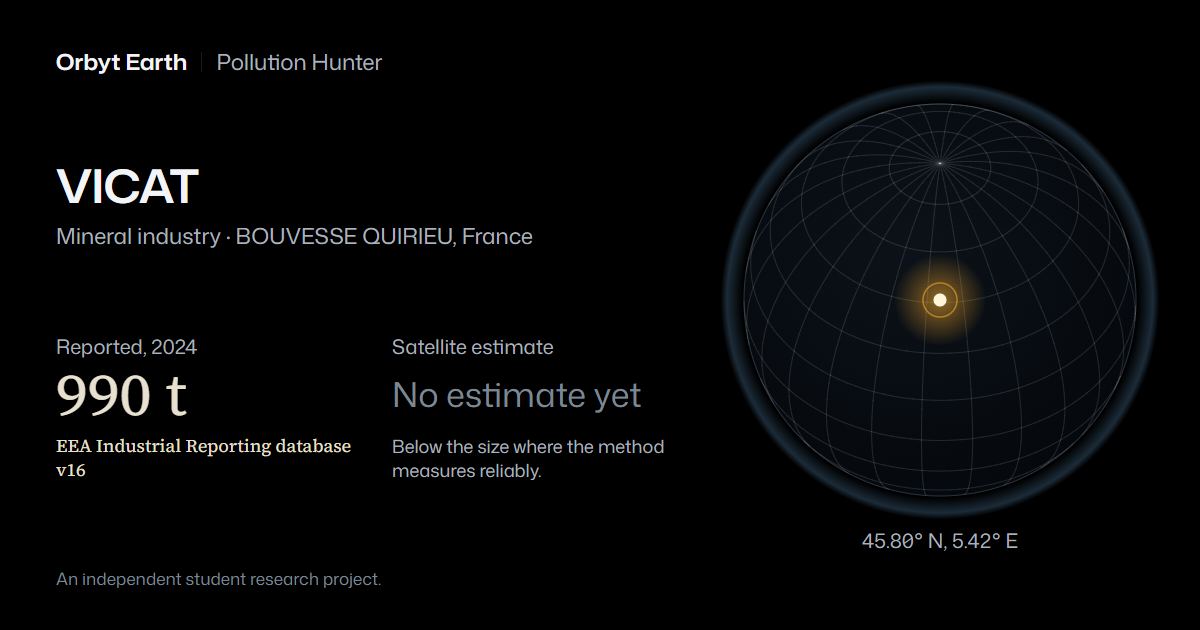 Orbyt Earth | Pollution Hunter
VICAT
Mineral industry · BOUVESSE QUIRIEU, France
Reported, 2024
990 t
EEA Industrial Reporting database
v16
Satellite estimate
No estimate yet
Below the size where the method
measures reliably.
45.80° N, 5.42° E
An independent student research project.